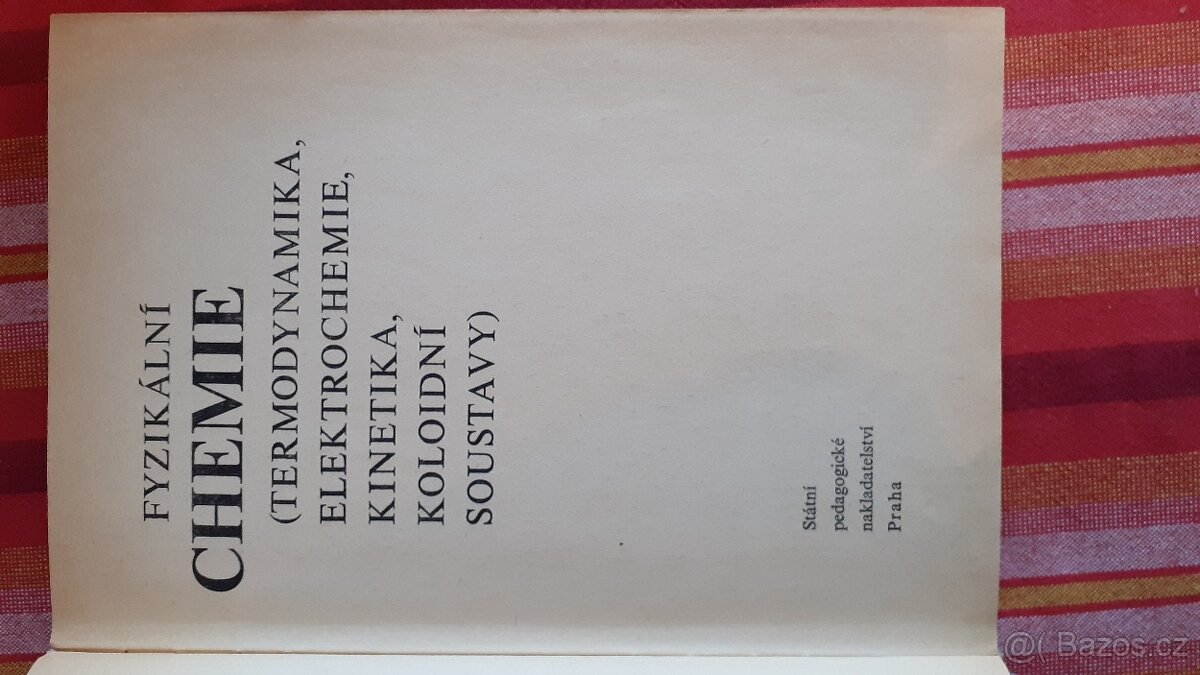 FYZIKÁLNÍ
CHEMIE
(TERMODYNAMIKA,
ELEKTROCHEMIE,
KINETIKA,
KOLOIDNÍ
SOUSTAVY)
Státní
pedagogické
nakladatelství
Praha
Bazos.cz